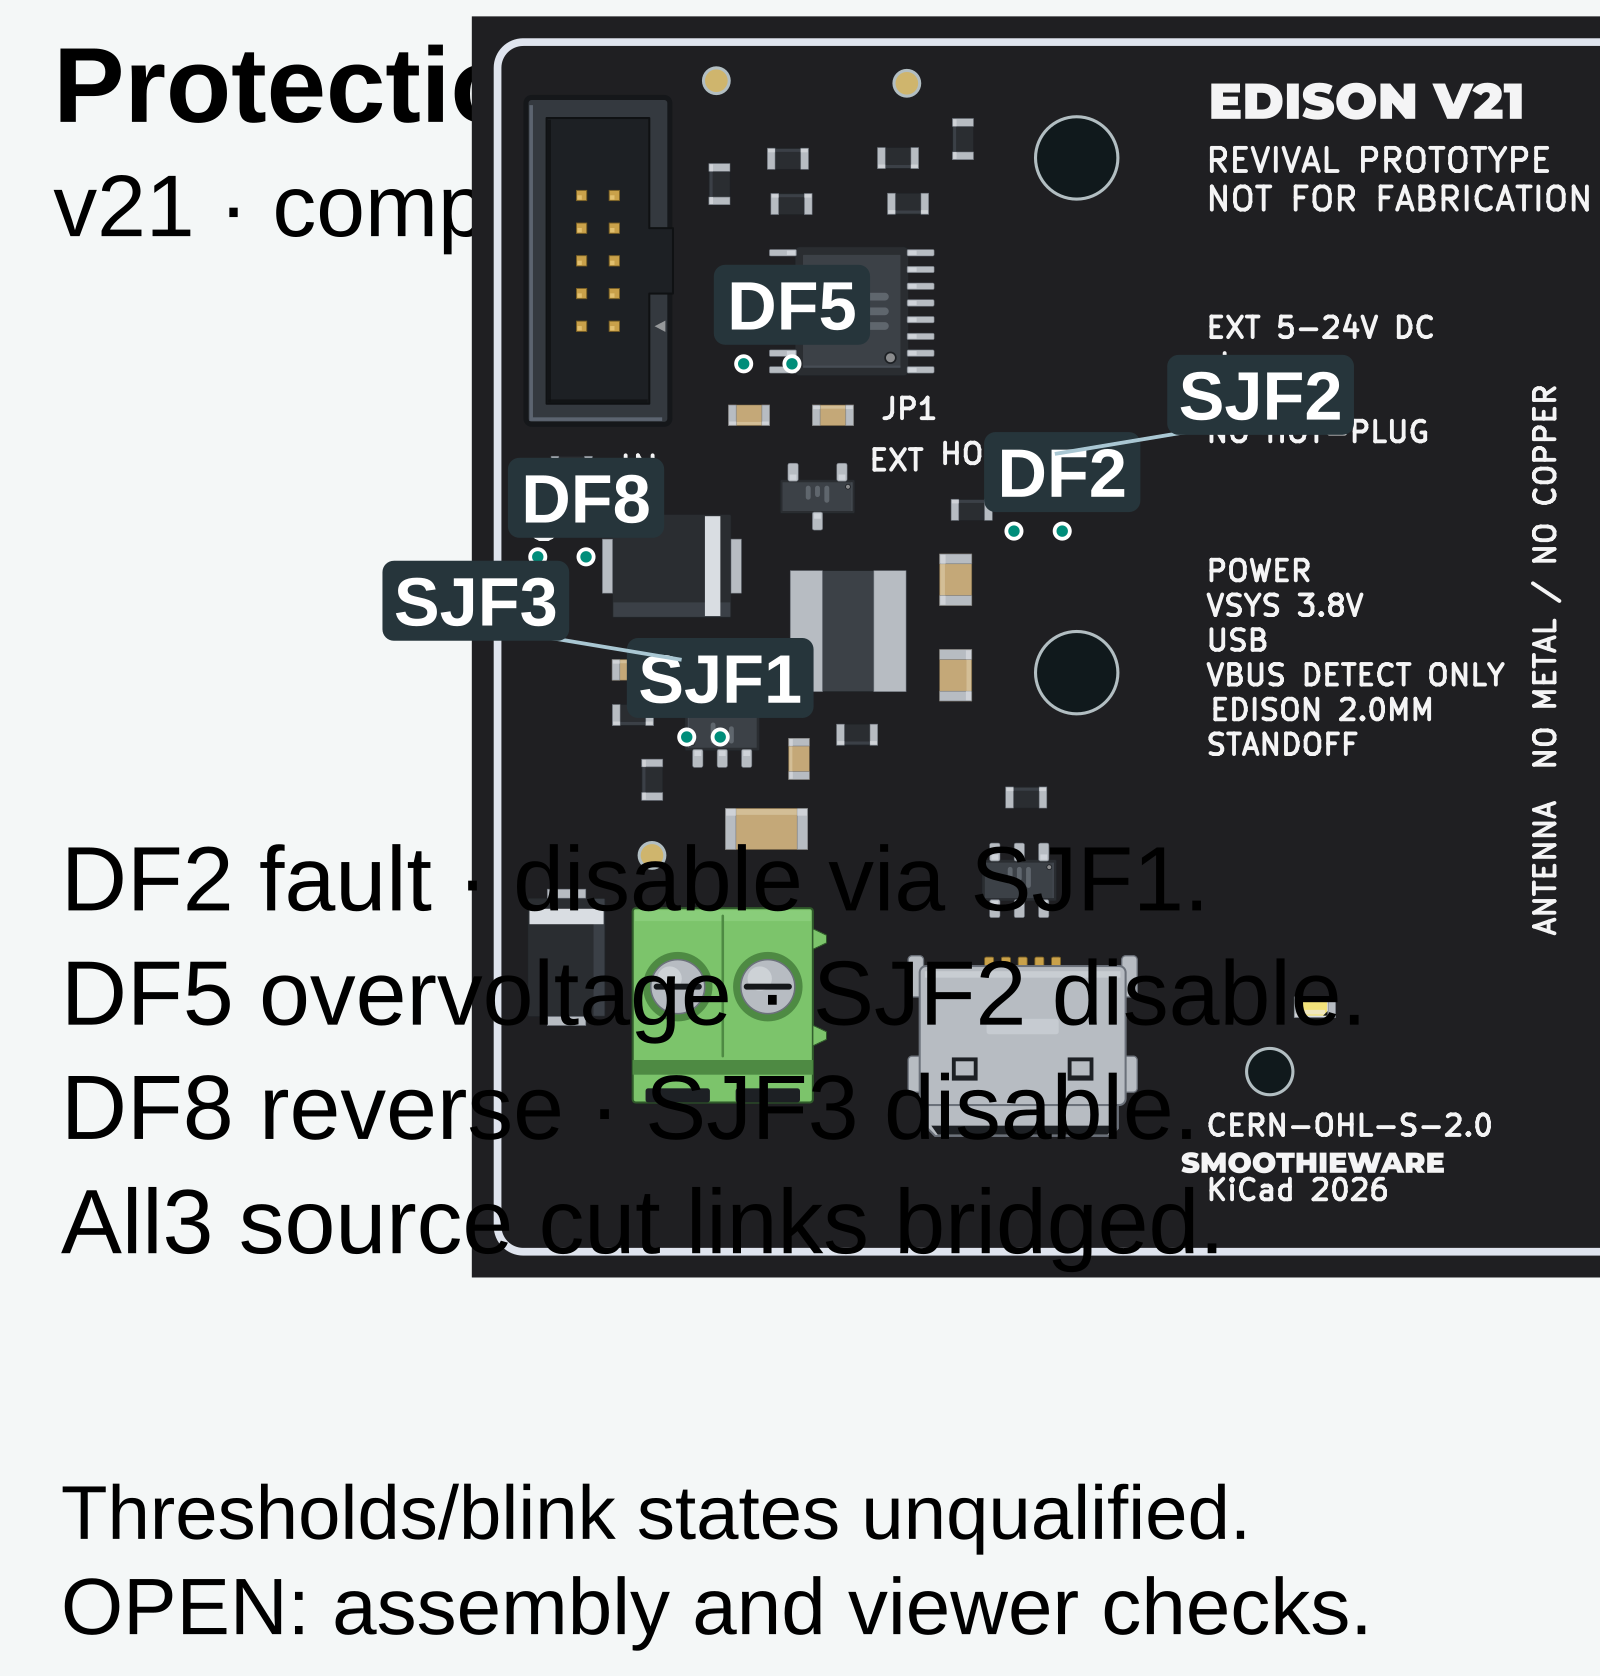 Protectio
v21 · comp
EDISON V21
REVIVAL PROTOTYPE
NOT FOR FABRICATION
DF5
EXT 5-24V DC
SJF2
JP1
PLUG
EXT HO
DF2
DF8
SJF3
SJF1
POWER
VSYS 3.8V
USB
VBUS DETECT ONLY
EDISON 2.0MM
STANDOFF
ANTENNA NO METAL / NO COPPER
DF2 fault · disable via SJF1.
DF5 overvoltage · SJF2 disable.
DF8 reverse · SJF3 disable.
CERN-OHL-S-2.0
SMOOTHIEWARE
KiCad 2026
All3 source cut links bridged.
Thresholds/blink states unqualified.
OPEN: assembly and viewer checks.